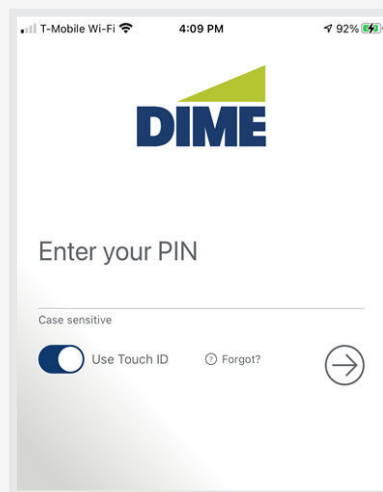 T-Mobile Wi-Fi 4:09 PM 92%
DIME
Enter your PIN
Case sensitive
Use Touch ID Forgot?